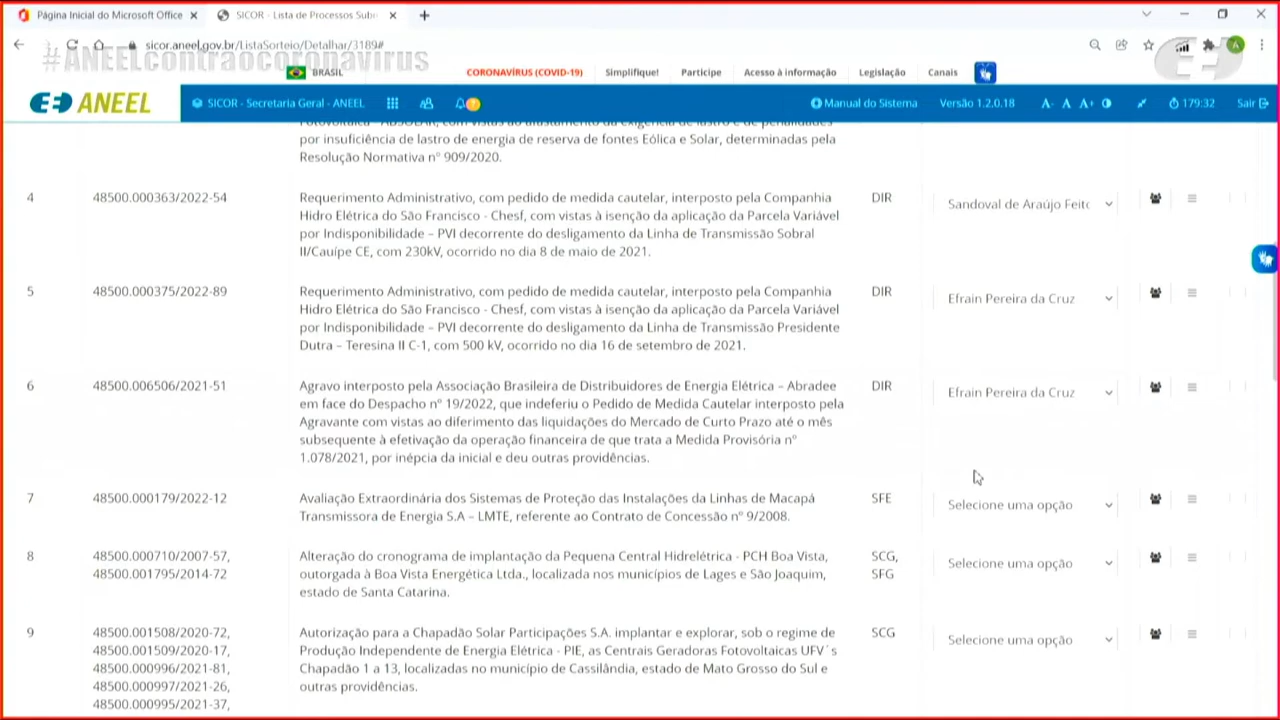 Página Inicial do Microsoft Office
SICOR - Lista de Processos Sub
sicor.aneel.gov.br/ListaSorteio/Detalhar/3189#
#ANEELcontraocoronavirus
A
BRASIL
CORONAVÍRUS (COVID-19)
Simplifique!
Participe
Acesso à informação
Legislação
Canais
ANEEL
SICOR - Secretaria Geral - ANEEL
Manual do Sistema
Versão 1.2.0.18
A- A A+
179:32
Sair
Fotovoltaica - ABSOLAR, com vistas ao afastamento da exigência de lastro e de penalidades
por insuficiência de lastro de energia de reserva de fontes Eólica e Solar, determinadas pela
Resolução Normativa nº 909/2020.
4
48500.000363/2022-54
Requerimento Administrativo, com pedido de medida cautelar, interposto pela Companhia
Hidro Elétrica do São Francisco - Chesf, com vistas à isenção da aplicação da Parcela Variável
por Indisponibilidade – PVI decorrente do desligamento da Linha de Transmissão Sobral
II/Cauípe CE, com 230kV, ocorrido no dia 8 de maio de 2021.
DIR
Sandoval de Araújo Feito
5
48500.000375/2022-89
Requerimento Administrativo, com pedido de medida cautelar, interposto pela Companhia
Hidro Elétrica do São Francisco - Chesf, com vistas à isenção da aplicação da Parcela Variável
por Indisponibilidade – PVI decorrente do desligamento da Linha de Transmissão Presidente
Dutra – Teresina II C-1, com 500 kV, ocorrido no dia 16 de setembro de 2021.
DIR
Efrain Pereira da Cruz
6
48500.006506/2021-51
Agravo interposto pela Associação Brasileira de Distribuidores de Energia Elétrica – Abradee
em face do Despacho nº 19/2022, que indeferiu o Pedido de Medida Cautelar interposto pela
Agravante com vistas ao diferimento das liquidações do Mercado de Curto Prazo até o mês
subsequente à efetivação da operação financeira de que trata a Medida Provisória nº
1.078/2021, por inépcia da inicial e deu outras providências.
DIR
Efrain Pereira da Cruz
7
48500.000179/2022-12
Avaliação Extraordinária dos Sistemas de Proteção das Instalações da Linhas de Macapá
Transmissora de Energia S.A – LMTE, referente ao Contrato de Concessão nº 9/2008.
SFE
Selecione uma opção
8
48500.000710/2007-57,
48500.001795/2014-72
Alteração do cronograma de implantação da Pequena Central Hidrelétrica - PCH Boa Vista,
outorgada à Boa Vista Energética Ltda., localizada nos municípios de Lages e São Joaquim,
estado de Santa Catarina.
SCG,
SFG
Selecione uma opção
9
48500.001508/2020-72,
48500.001509/2020-17,
48500.000996/2021-81,
48500.000997/2021-26,
48500.000995/2021-37,
Autorização para a Chapadão Solar Participações S.A. implantar e explorar, sob o regime de
Produção Independente de Energia Elétrica - PIE, as Centrais Geradoras Fotovoltaicas UFV´s
Chapadão 1 a 13, localizadas no município de Cassilândia, estado de Mato Grosso do Sul e
outras providências.
SCG
Selecione uma opção